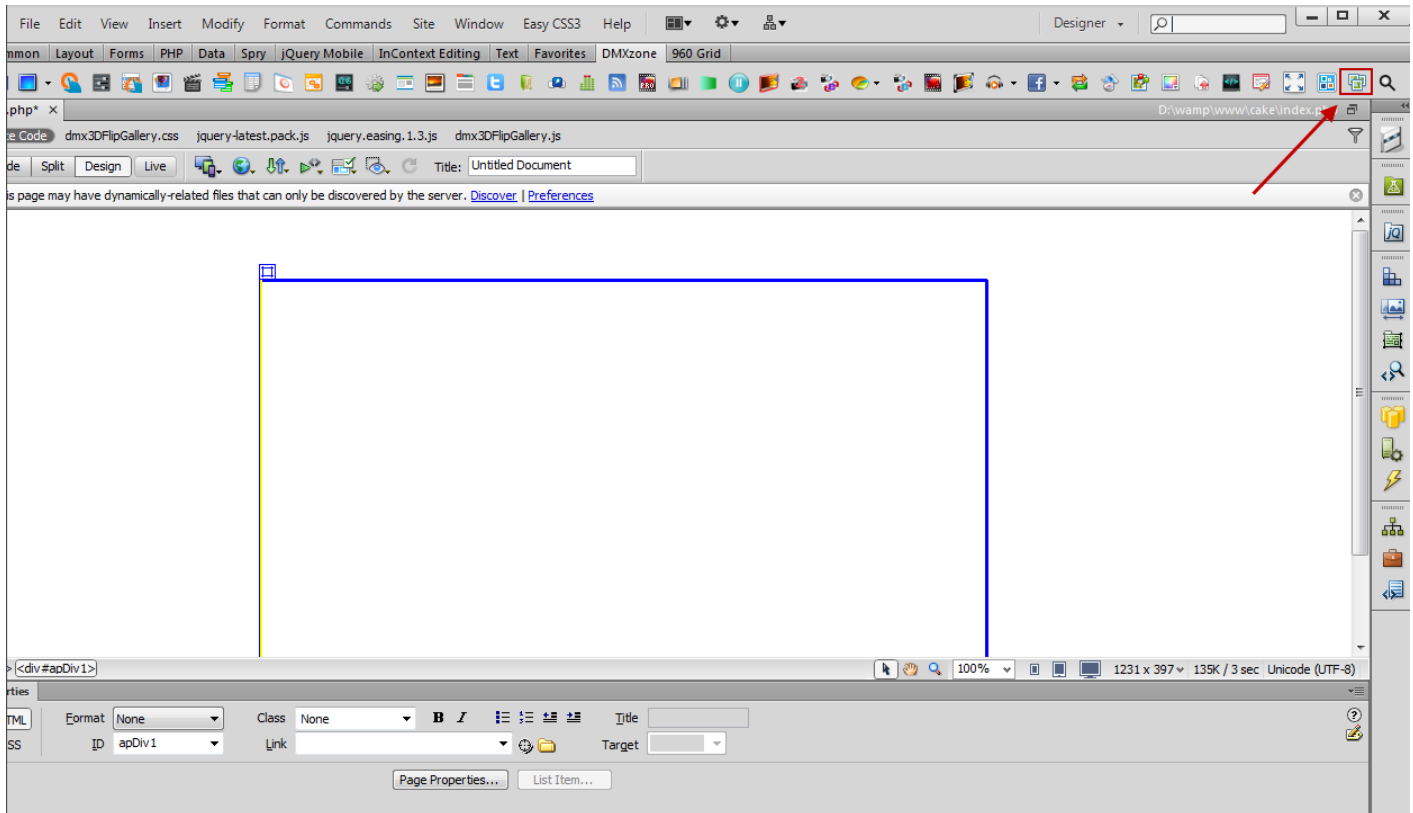 File Edit View Insert Modify Format Commands Site Window Easy CSS3 Help Designer
mmon Layout Forms PHP Data Spry jQuery Mobile InContext Editing Text Favorites DMXzone 960 Grid
.php* D:\wamp\www\cake\index.
ce Code dmx3DFlipGallery.css jquery-latest.pack.js jquery.easing.1.3.js dmx3DFlipGallery.js
de Split Design Live Title: Untitled Document
is page may have dynamically-related files that can only be discovered by the server. Discover | Preferences
<div#apDiv1> 100% 1231 x 397 135K / 3 sec Unicode (UTF-8)
rties
TML Format None Class None B I Title
SS ID apDiv1 Link Target
Page Properties... List Item...